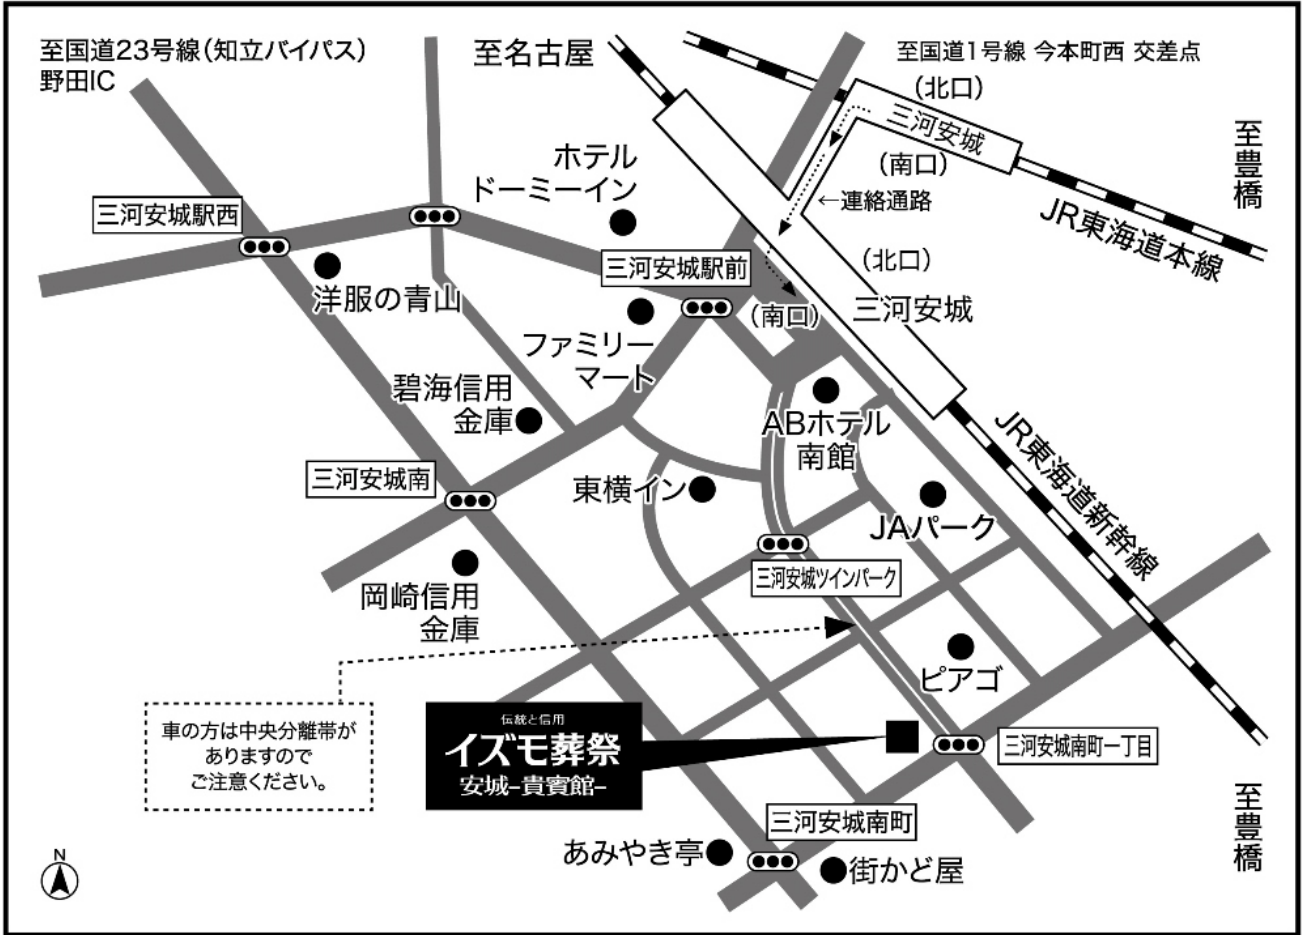 至国道23号線(知立バイパス)
野田IC
至名古屋
至国道1号線 今本町西 交差点
(北口)
三河安城
(南口)
至豊橋
←連絡通路
JR東海道本線
ホテル
ドーミーイン
三河安城駅西
三河安城駅前
(北口)
三河安城
(南口)
洋服の青山
ファミリー
マート
碧海信用
金庫
ABホテル
南館
JR東海道新幹線
三河安城南
東横イン
JAパーク
三河安城ツインパーク
岡崎信用
金庫
ピアゴ
車の方は中央分離帯が
ありますので
ご注意ください。
伝統と信用
イズモ葬祭
安城-貴賓館-
三河安城南町一丁目
三河安城南町
至豊橋
あみやき亭
街かど屋
N